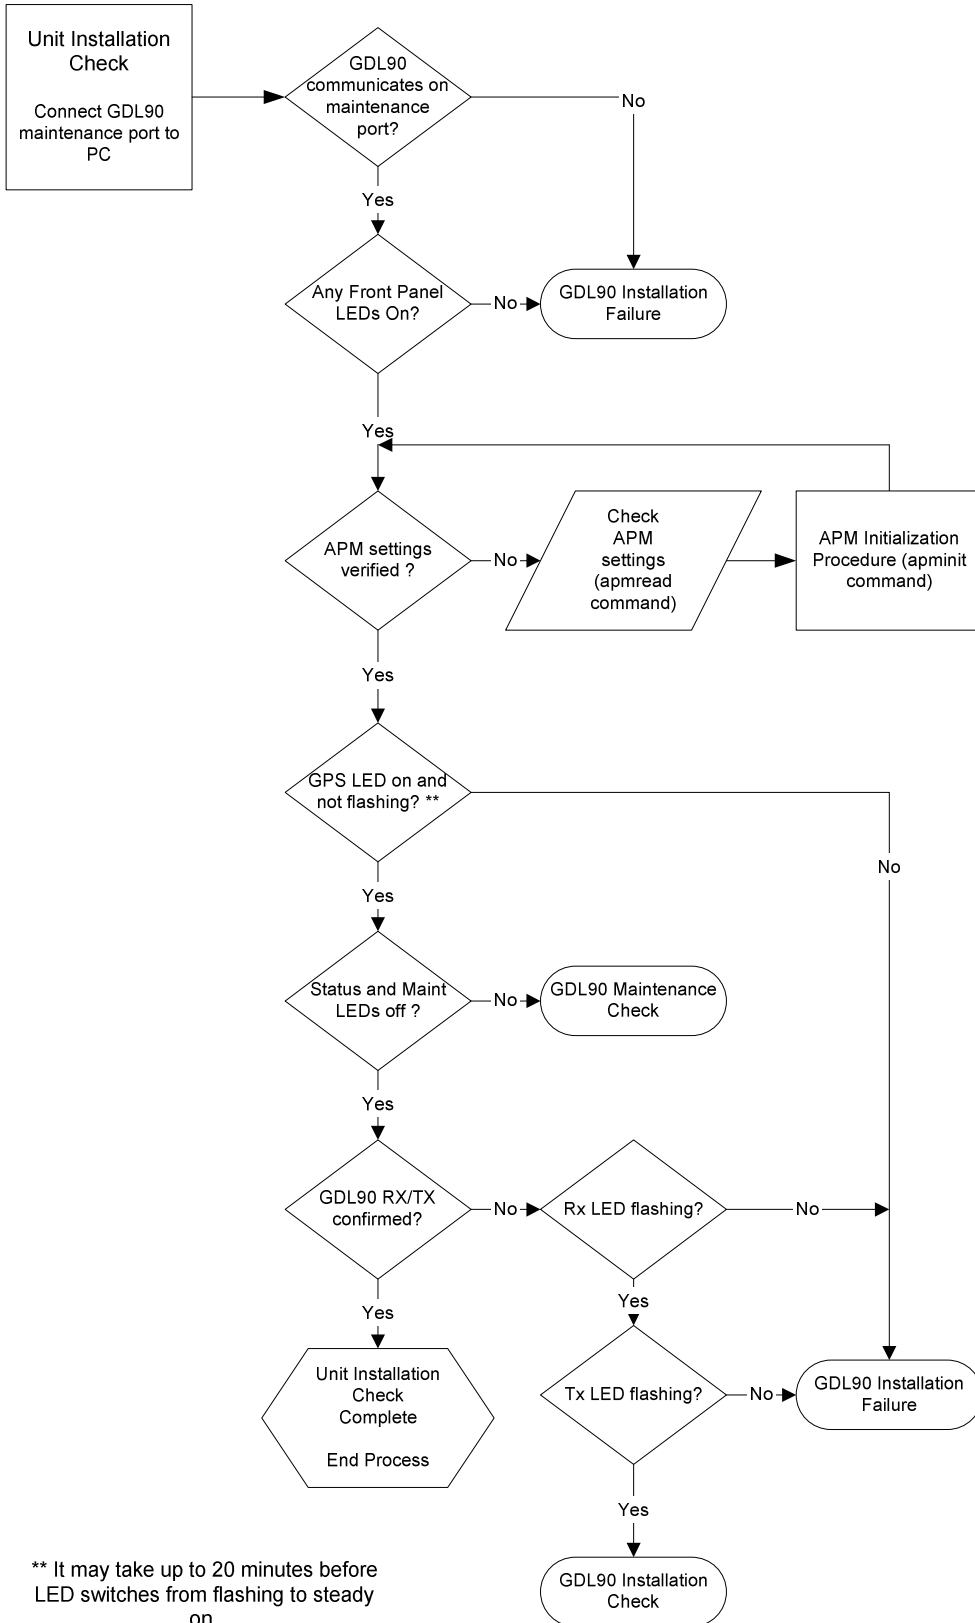 Unit Installation
Check
Connect GDL90
maintenance port to
PC
GDL90
communicates on
maintenance
port?
No
Yes
Any Front Panel
LEDs On?
No
GDL90 Installation
Failure
Yes
APM settings
verified ?
No
Check
APM
settings
(apmread
command)
APM Initialization
Procedure (apminit
command)
Yes
GPS LED on and
not flashing? **
No
Yes
Status and Maint
LEDs off ?
No
GDL90 Maintenance
Check
Yes
GDL90 RX/TX
confirmed?
No
Rx LED flashing?
No
Yes
Yes
Unit Installation
Check
Complete
End Process
Tx LED flashing?
No
GDL90 Installation
Failure
Yes
GDL90 Installation
Check
** It may take up to 20 minutes before
LED switches from flashing to steady
on